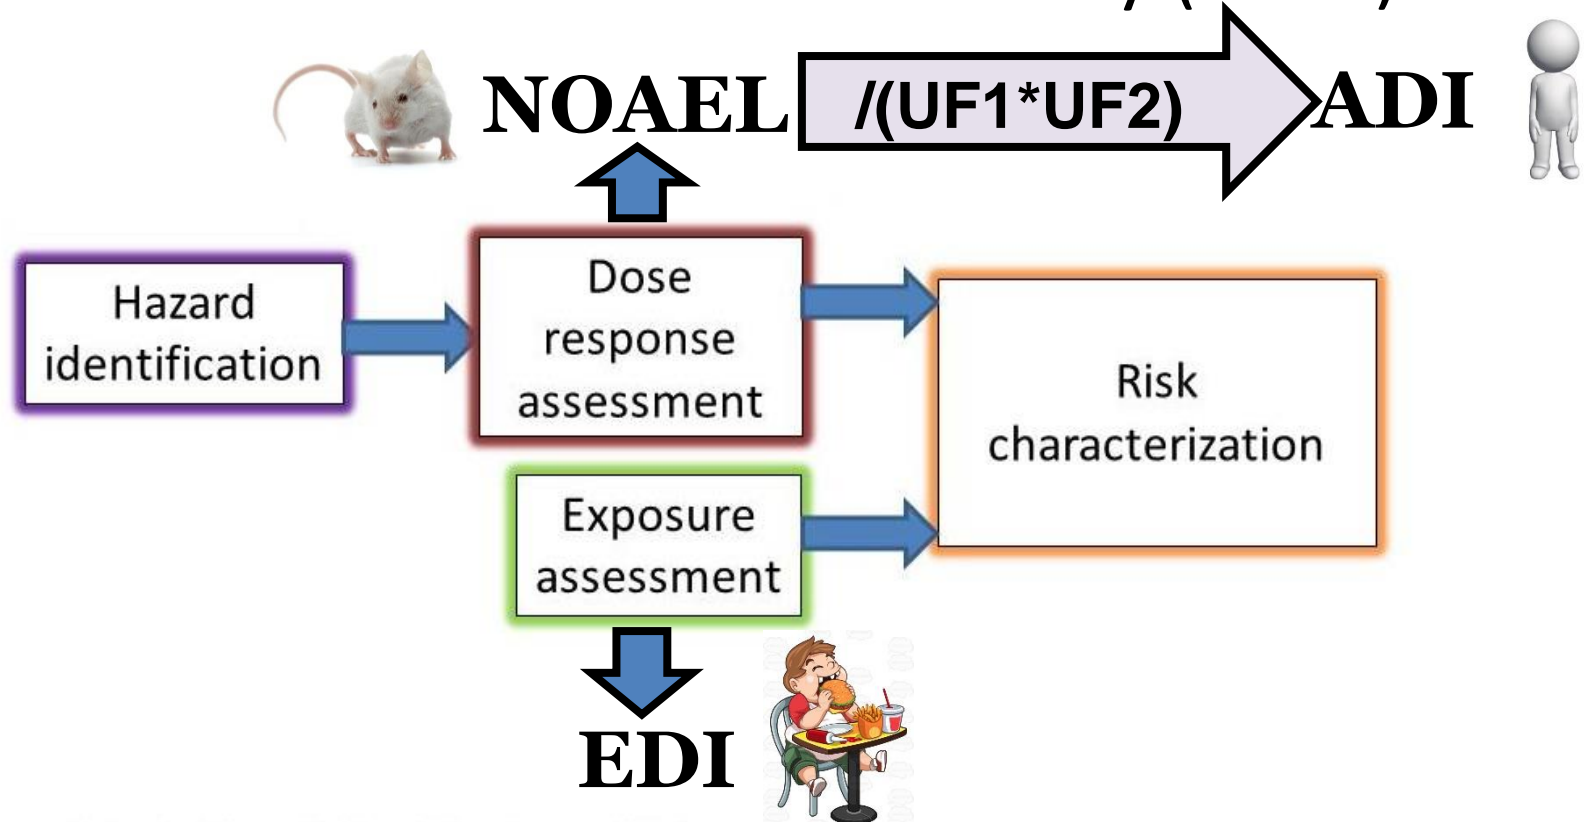 NOAEL
/(UF1*UF2)
ADI
Hazard
identification
Dose
response
assessment
Risk
characterization
Exposure
assessment
EDI